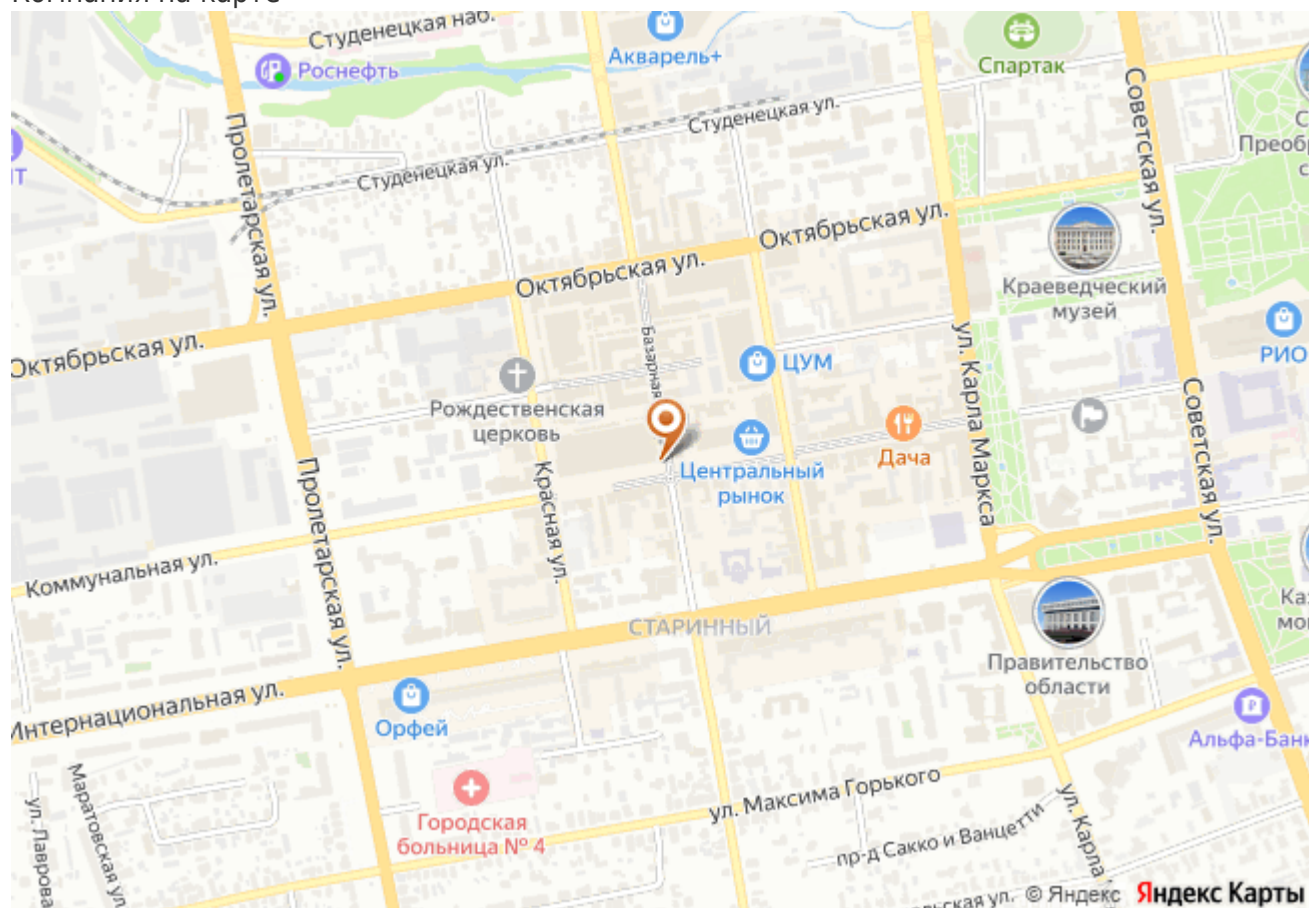 Студенецкая наб.
Роснефть
Акварель+
Спартак
Советская ул.
Студенецкая ул.
Студенецкая ул.
Пролетарская ул.
Октябрьская ул.
Октябрьская ул.
Октябрьская ул.
Краеведческий
музей
РИО
Базарная
ЦУМ
ул. Карла Маркса
Рождественская
церковь
Дача
Центральный
рынок
Советская ул.
Красная ул.
Пролетарская ул.
Коммунальная ул.
СТАРИННЫЙ
Правительство
области
Интернациональная ул.
Орфей
Альфа-Банк
Городская
больница № 4
ул. Максима Горького
пр-д Сакко и Ванцетти
ул. Карла
Маратовская ул.
ул. Лаврова
© Яндекс Яндекс Карты